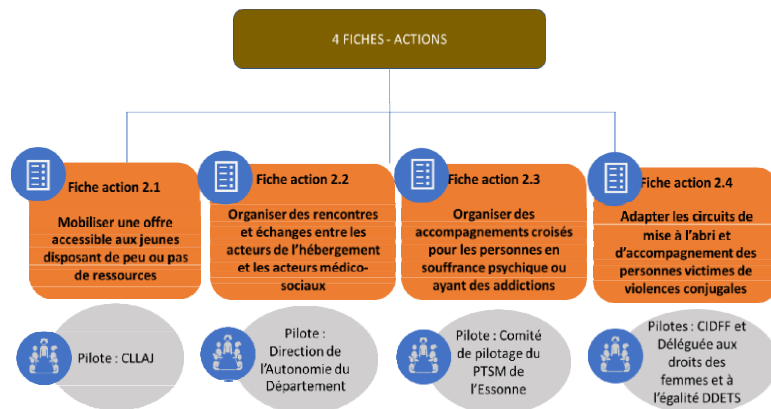 4 FICHES - ACTIONS
Fiche action 2.1
Mobiliser une offre
accessible aux jeunes
disposant de peu ou pas
de ressources
Fiche action 2.2
Organiser des rencontres
et échanges entre les
acteurs de l’hébergement
et les acteurs médico-
sociaux
Fiche action 2.3
Organiser des
accompagnements croisés
pour les personnes en
souffrance psychique ou
ayant des addictions
Fiche action 2.4
Adapter les circuits de
mise à l’abri et
d’accompagnement des
personnes victimes de
violences conjugales
Pilote : CLLAJ
Pilote :
Direction de
l’Autonomie du
Département
Pilote : Comité
de pilotage du
PTSM de
l’Essonne
Pilotes : CIDFF et
Déléguée aux
droits des
femmes et à
l’égalité DDETS